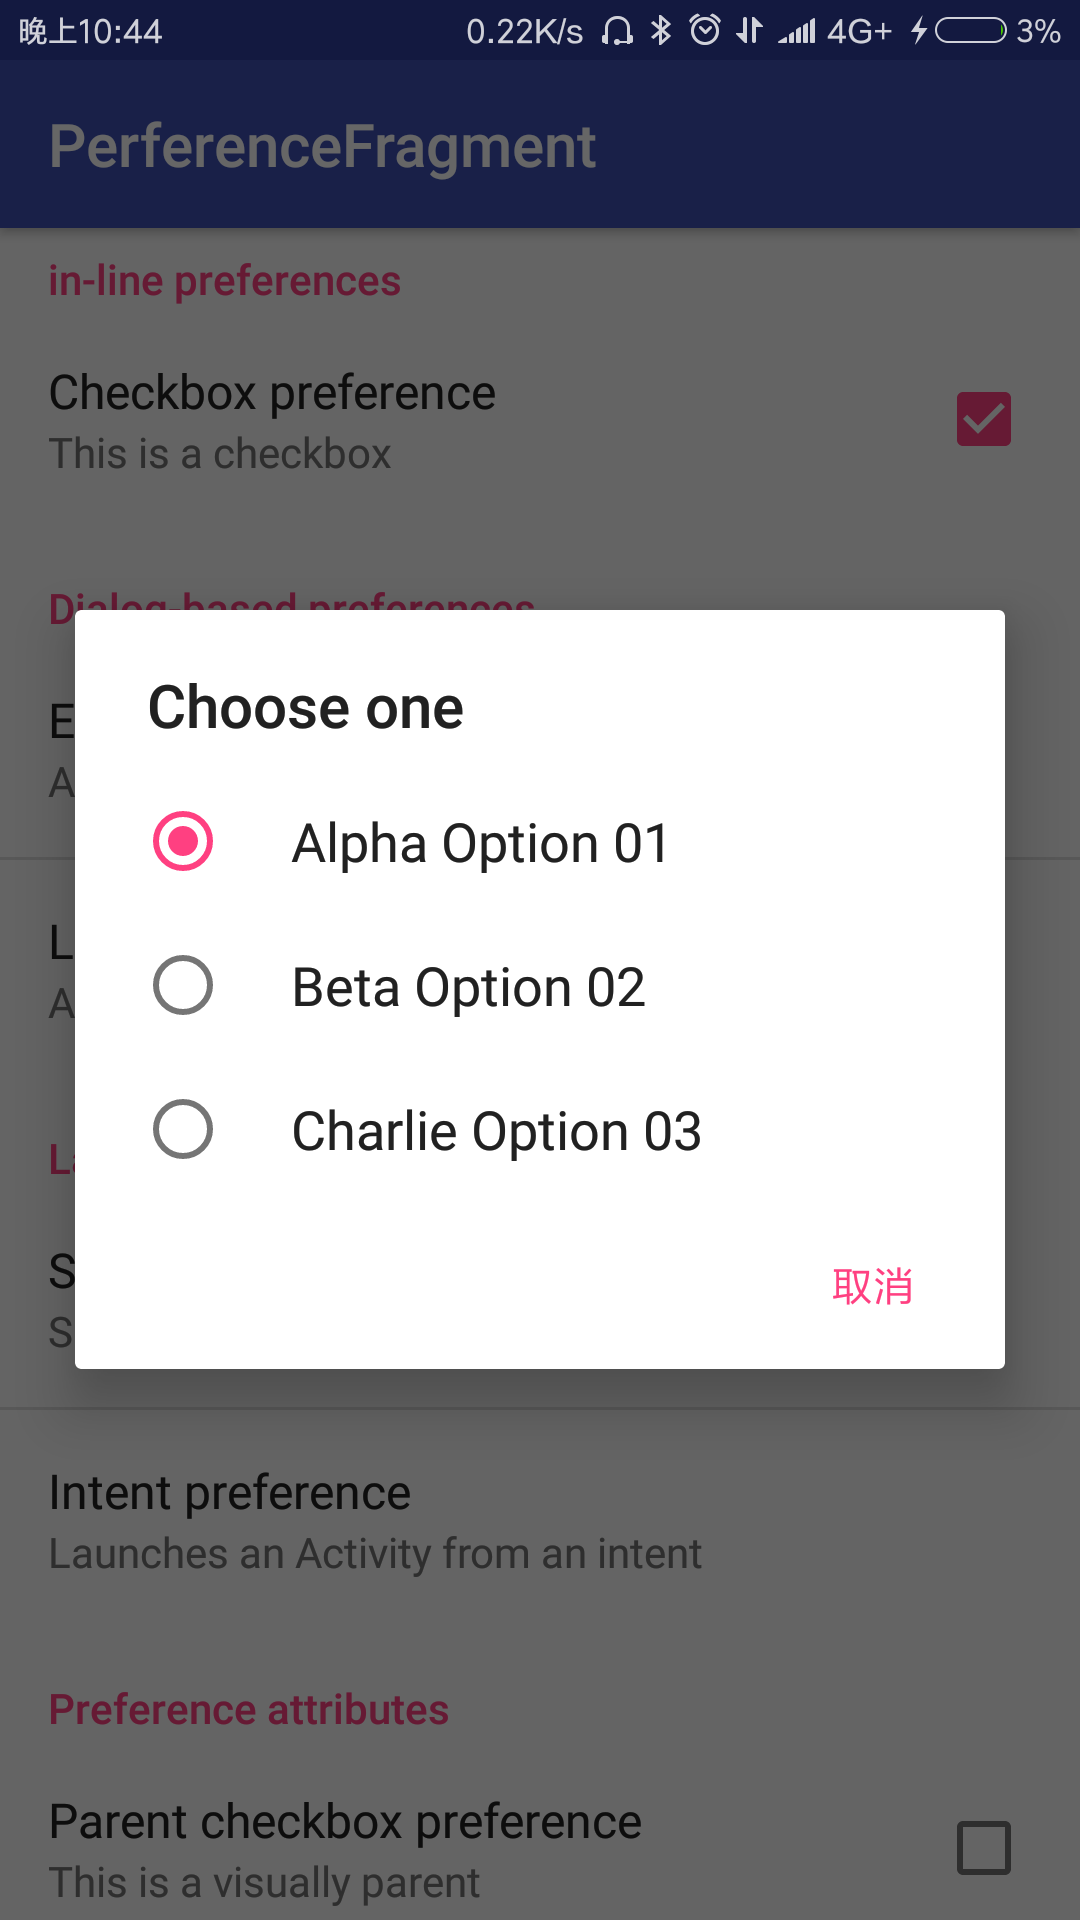 晚上10:44 0.22K/s 4G+ 3%
PerferenceFragment
in-line preferences
Checkbox preference
This is a checkbox
Dialog-based preferences
E
A
Choose one
Alpha Option 01
L
Beta Option 02
A
Charlie Option 03
La
S
取消
S
Intent preference
Launches an Activity from an intent
Preference attributes
Parent checkbox preference
This is a visually parent